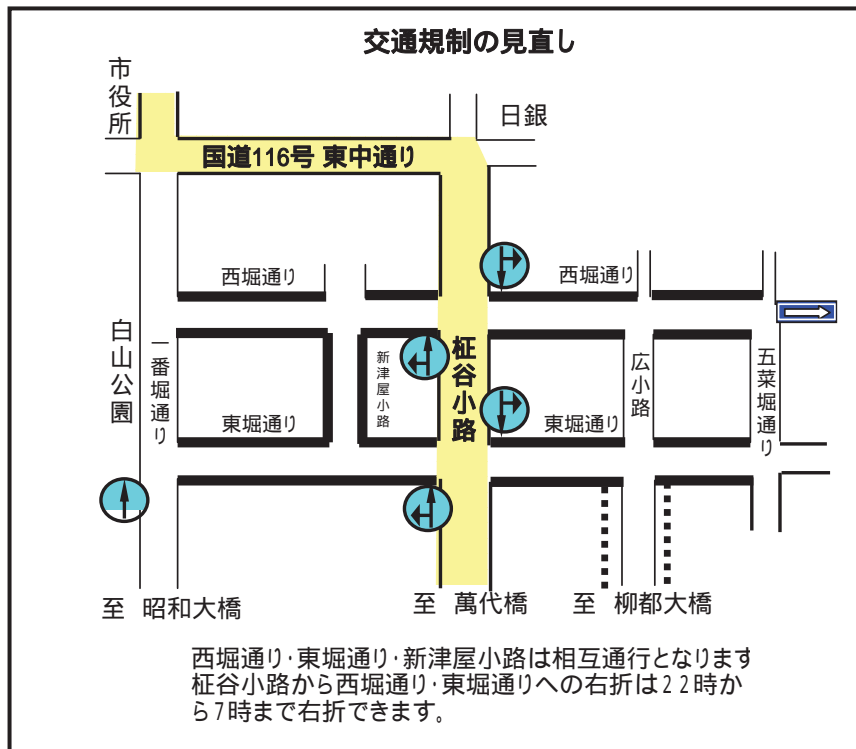 交通規制の見直し
市役所
日銀
国道116号 東中通り
西堀通り
西堀通り
白山公園
一番堀通り
新津屋小路
柾谷小路
広小路
五菜堀通り
東堀通り
東堀通り
至 昭和大橋
至 萬代橋
至 柳都大橋
西堀通り･東堀通り･新津屋小路は相互通行となります
柾谷小路から西堀通り･東堀通りへの右折は22時か
ら7時まで右折できます。